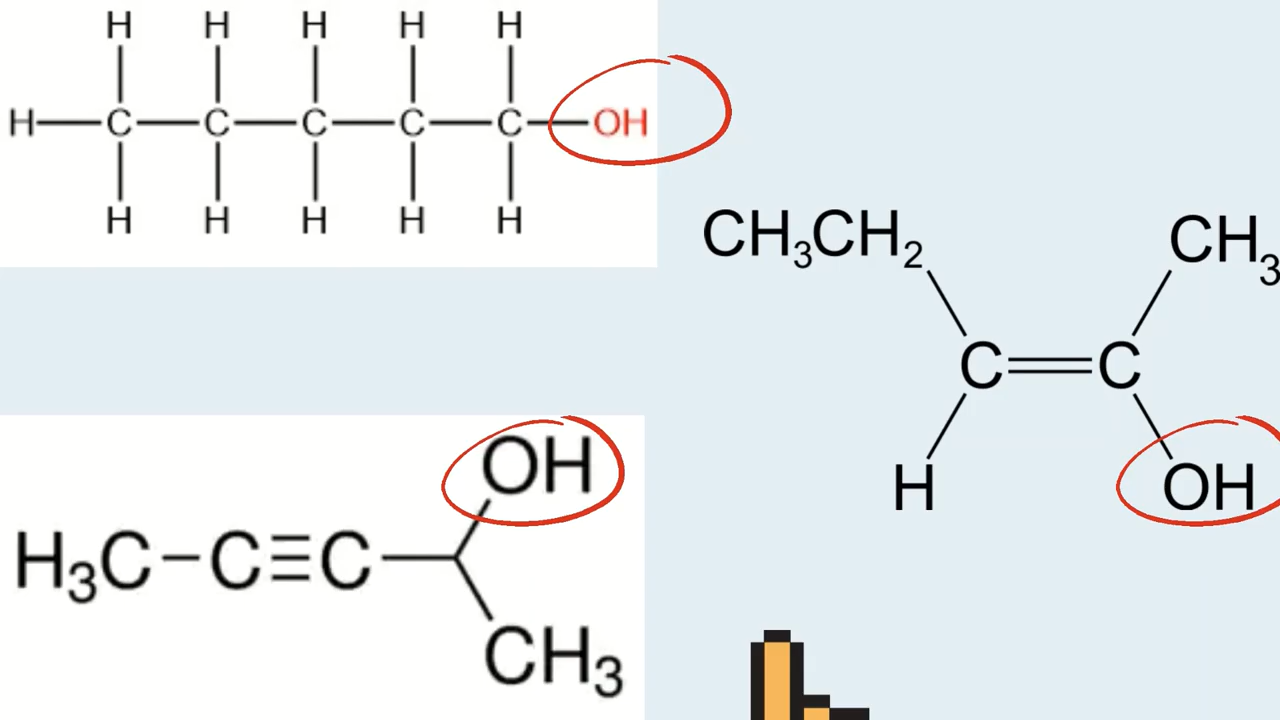 H H H H H
H C C C C C OH
H H H H H
CH₃CH₂ CH₃
C C
H OH
OH
H₃C C C
CH₃